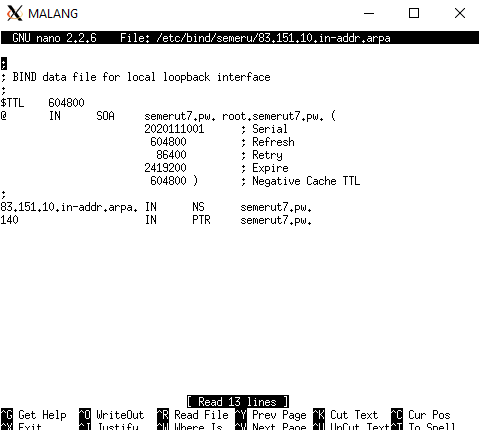 MALANG
GNU nano 2.2.6 File: /etc/bind/semeru/83.151.10.in-addr.arpa
;
; BIND data file for local loopback interface
;
$TTL 604800
@ IN SOA semerut7.pw. root.semerut7.pw. (
2020111001 ; Serial
604800 ; Refresh
86400 ; Retry
2419200 ; Expire
604800 ) ; Negative Cache TTL
;
83.151.10.in-addr.arpa. IN NS semerut7.pw.
140 IN PTR semerut7.pw.
[ Read 13 lines ]
^G Get Help ^O WriteOut ^R Read File ^Y Prev Page ^K Cut Text ^C Cur Pos
^X Exit ^J Justify ^W Where Is ^V Next Page ^U UnCut Text ^T To Spell